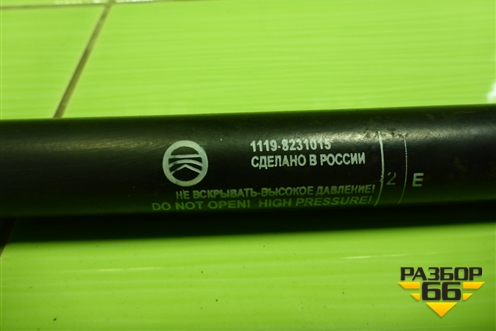 1119-8231015
СДЕЛАНО В РОССИИ
НЕ ВСКРЫВАТЬ-ВЫСОКОЕ ДАВЛЕНИЕ!
DO NOT OPEN! HIGH PRESSURE!
2 E
РАЗБОР
66